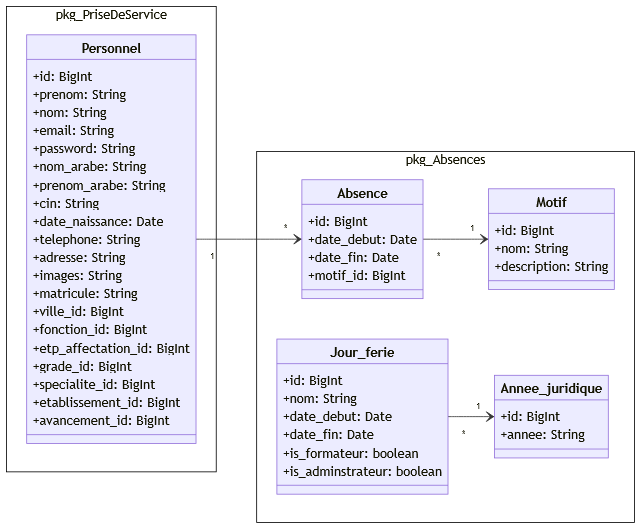 pkg_PriseDeService
Personnel
+id: BigInt
+prenom: String
+nom: String
+email: String
+password: String
+nom_arabe: String
+prenom_arabe: String
+cin: String
+date_naissance: Date
+telephone: String
+adresse: String
+images: String
+matricule: String
+ville_id: BigInt
+fonction_id: BigInt
+etp_affectation_id: BigInt
+grade_id: BigInt
+specialite_id: BigInt
+etablissement_id: BigInt
+avancement_id: BigInt
1
*
pkg_Absences
Absence
+id: BigInt
+date_debut: Date
+date_fin: Date
+motif_id: BigInt
*
1
Motif
+id: BigInt
+nom: String
+description: String
Jour_ferie
+id: BigInt
+nom: String
+date_debut: Date
+date_fin: Date
+is_formateur: boolean
+is_adminstrateur: boolean
*
1
Annee_juridique
+id: BigInt
+annee: String